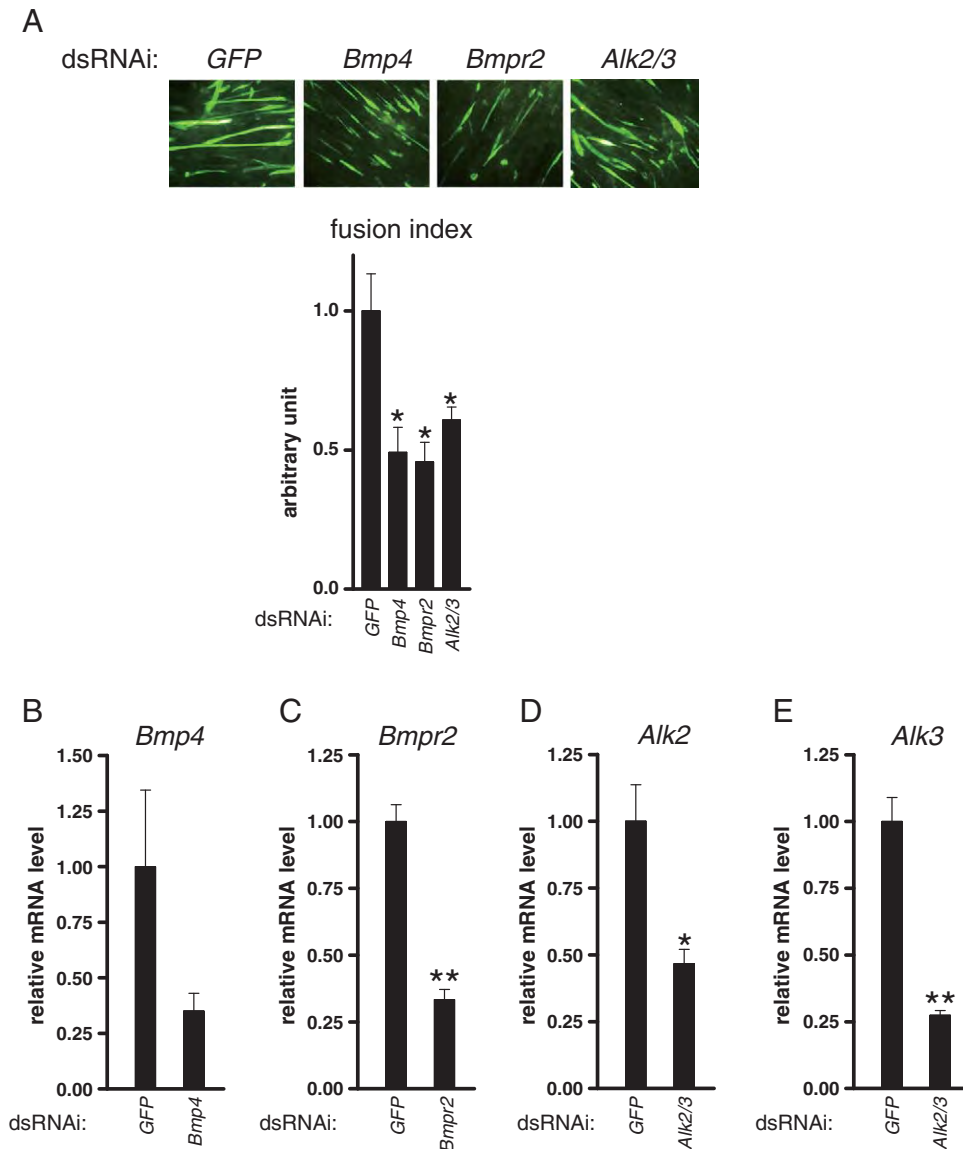 A
dsRNAi: GFP Bmp4 Bmpr2 Alk2/3
fusion index
arbitrary unit
1.0
0.5
0.0
*
*
*
dsRNAi: GFP Bmp4 Bmpr2 Alk2/3
B
Bmp4
relative mRNA level
1.50
1.25
1.00
0.75
0.50
0.25
0.00
dsRNAi: GFP Bmp4
C
Bmpr2
relative mRNA level
1.25
1.00
0.75
0.50
0.25
0.00
**
dsRNAi: GFP Bmpr2
D
Alk2
relative mRNA level
1.25
1.00
0.75
0.50
0.25
0.00
*
dsRNAi: GFP Alk2/3
E
Alk3
relative mRNA level
1.25
1.00
0.75
0.50
0.25
0.00
**
dsRNAi: GFP Alk2/3